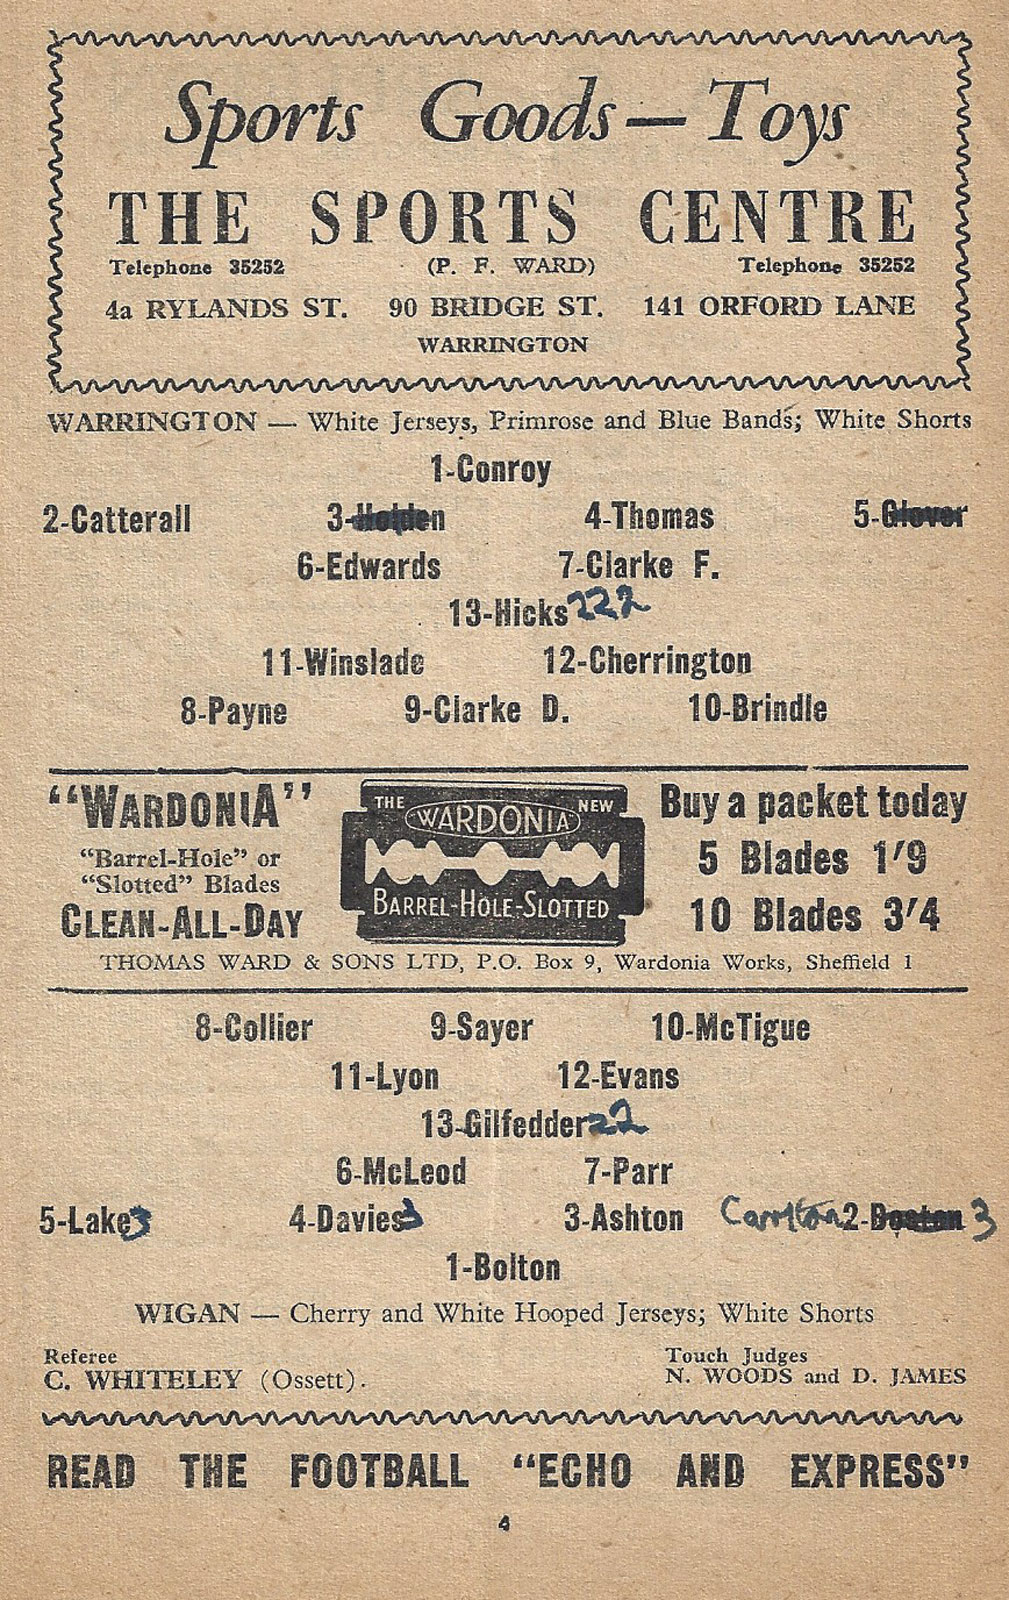 Sports Goods — Toys
THE SPORTS CENTRE
Telephone 35252 (P. F. WARD) Telephone 35252
4a RYLANDS ST. 90 BRIDGE ST. 141 ORFORD LANE
WARRINGTON
WARRINGTON — White Jerseys, Primrose and Blue Bands; White Shorts
1-Conroy
2-Catterall 3-Holden 4-Thomas 5-Glover
6-Edwards 7-Clarke F.
13-Hicks 222
11-Winslade 12-Cherrington
8-Payne 9-Clarke D. 10-Brindle
"WARDONIA"
"Barrel-Hole" or
"Slotted" Blades
CLEAN-ALL-DAY
THE WARDONIA NEW
BARREL-HOLE-SLOTTED
Buy a packet today
5 Blades 1'9
10 Blades 3'4
THOMAS WARD & SONS LTD, P.O. Box 9, Wardonia Works, Sheffield 1
8-Collier 9-Sayer 10-McTigue
11-Lyon 12-Evans
13-Gilfedder 22
6-McLeod 7-Parr
5-Lake 3 4-Davies 3 3-Ashton Carlton 2-Boston 3
1-Bolton
WIGAN — Cherry and White Hooped Jerseys; White Shorts
Referee
C. WHITELEY (Ossett).
Touch Judges
N. WOODS and D. JAMES
READ THE FOOTBALL "ECHO AND EXPRESS"
4